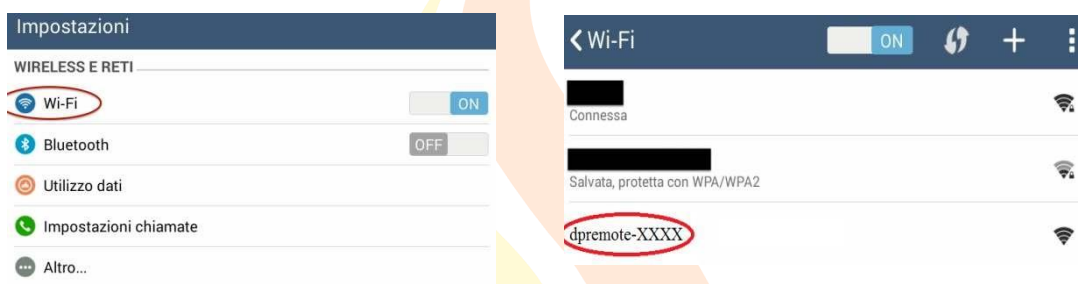 Impostazioni
WIRELESS E RETI
Wi-Fi
ON
Bluetooth
OFF
Utilizzo dati
Impostazioni chiamate
Altro...
Wi-Fi
ON
Connessa
Salvata, protetta con WPA/WPA2
dpremote-XXXX